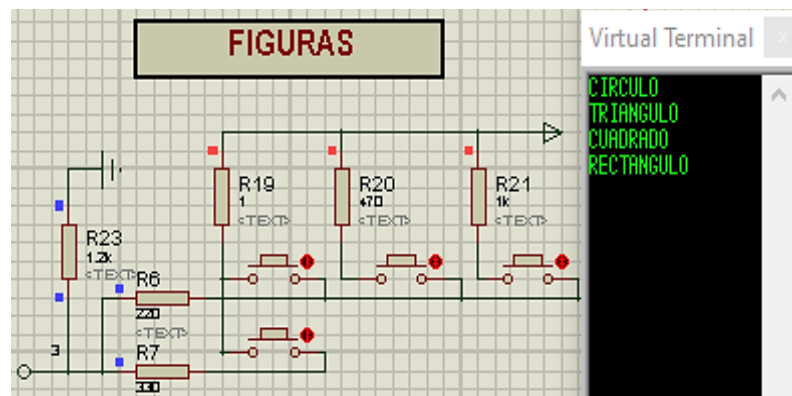 FIGURAS
Virtual Terminal
CIRCULO
TRIANGULO
CUADRADO
RECTANGULO
R19
1
<TEXT>
R20
470
<TEXT>
R21
1k
<TEXT>
R23
1.2k
<TEXT>
R6
220
<TEXT>
3
R7
330